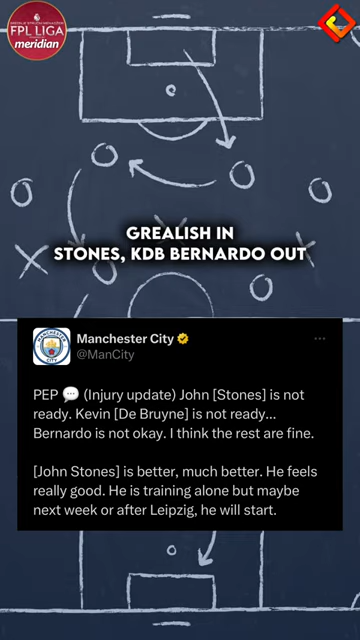 FPL LIGA
meridian
GREALISH IN
STONES, KDB BERNARDO OUT
Manchester City
@ManCity
PEP 💬 (Injury update) John [Stones] is not
ready. Kevin [De Bruyne] is not ready...
Bernardo is not okay. I think the rest are fine.
[John Stones] is better, much better. He feels
really good. He is training alone but maybe
next week or after Leipzig, he will start.